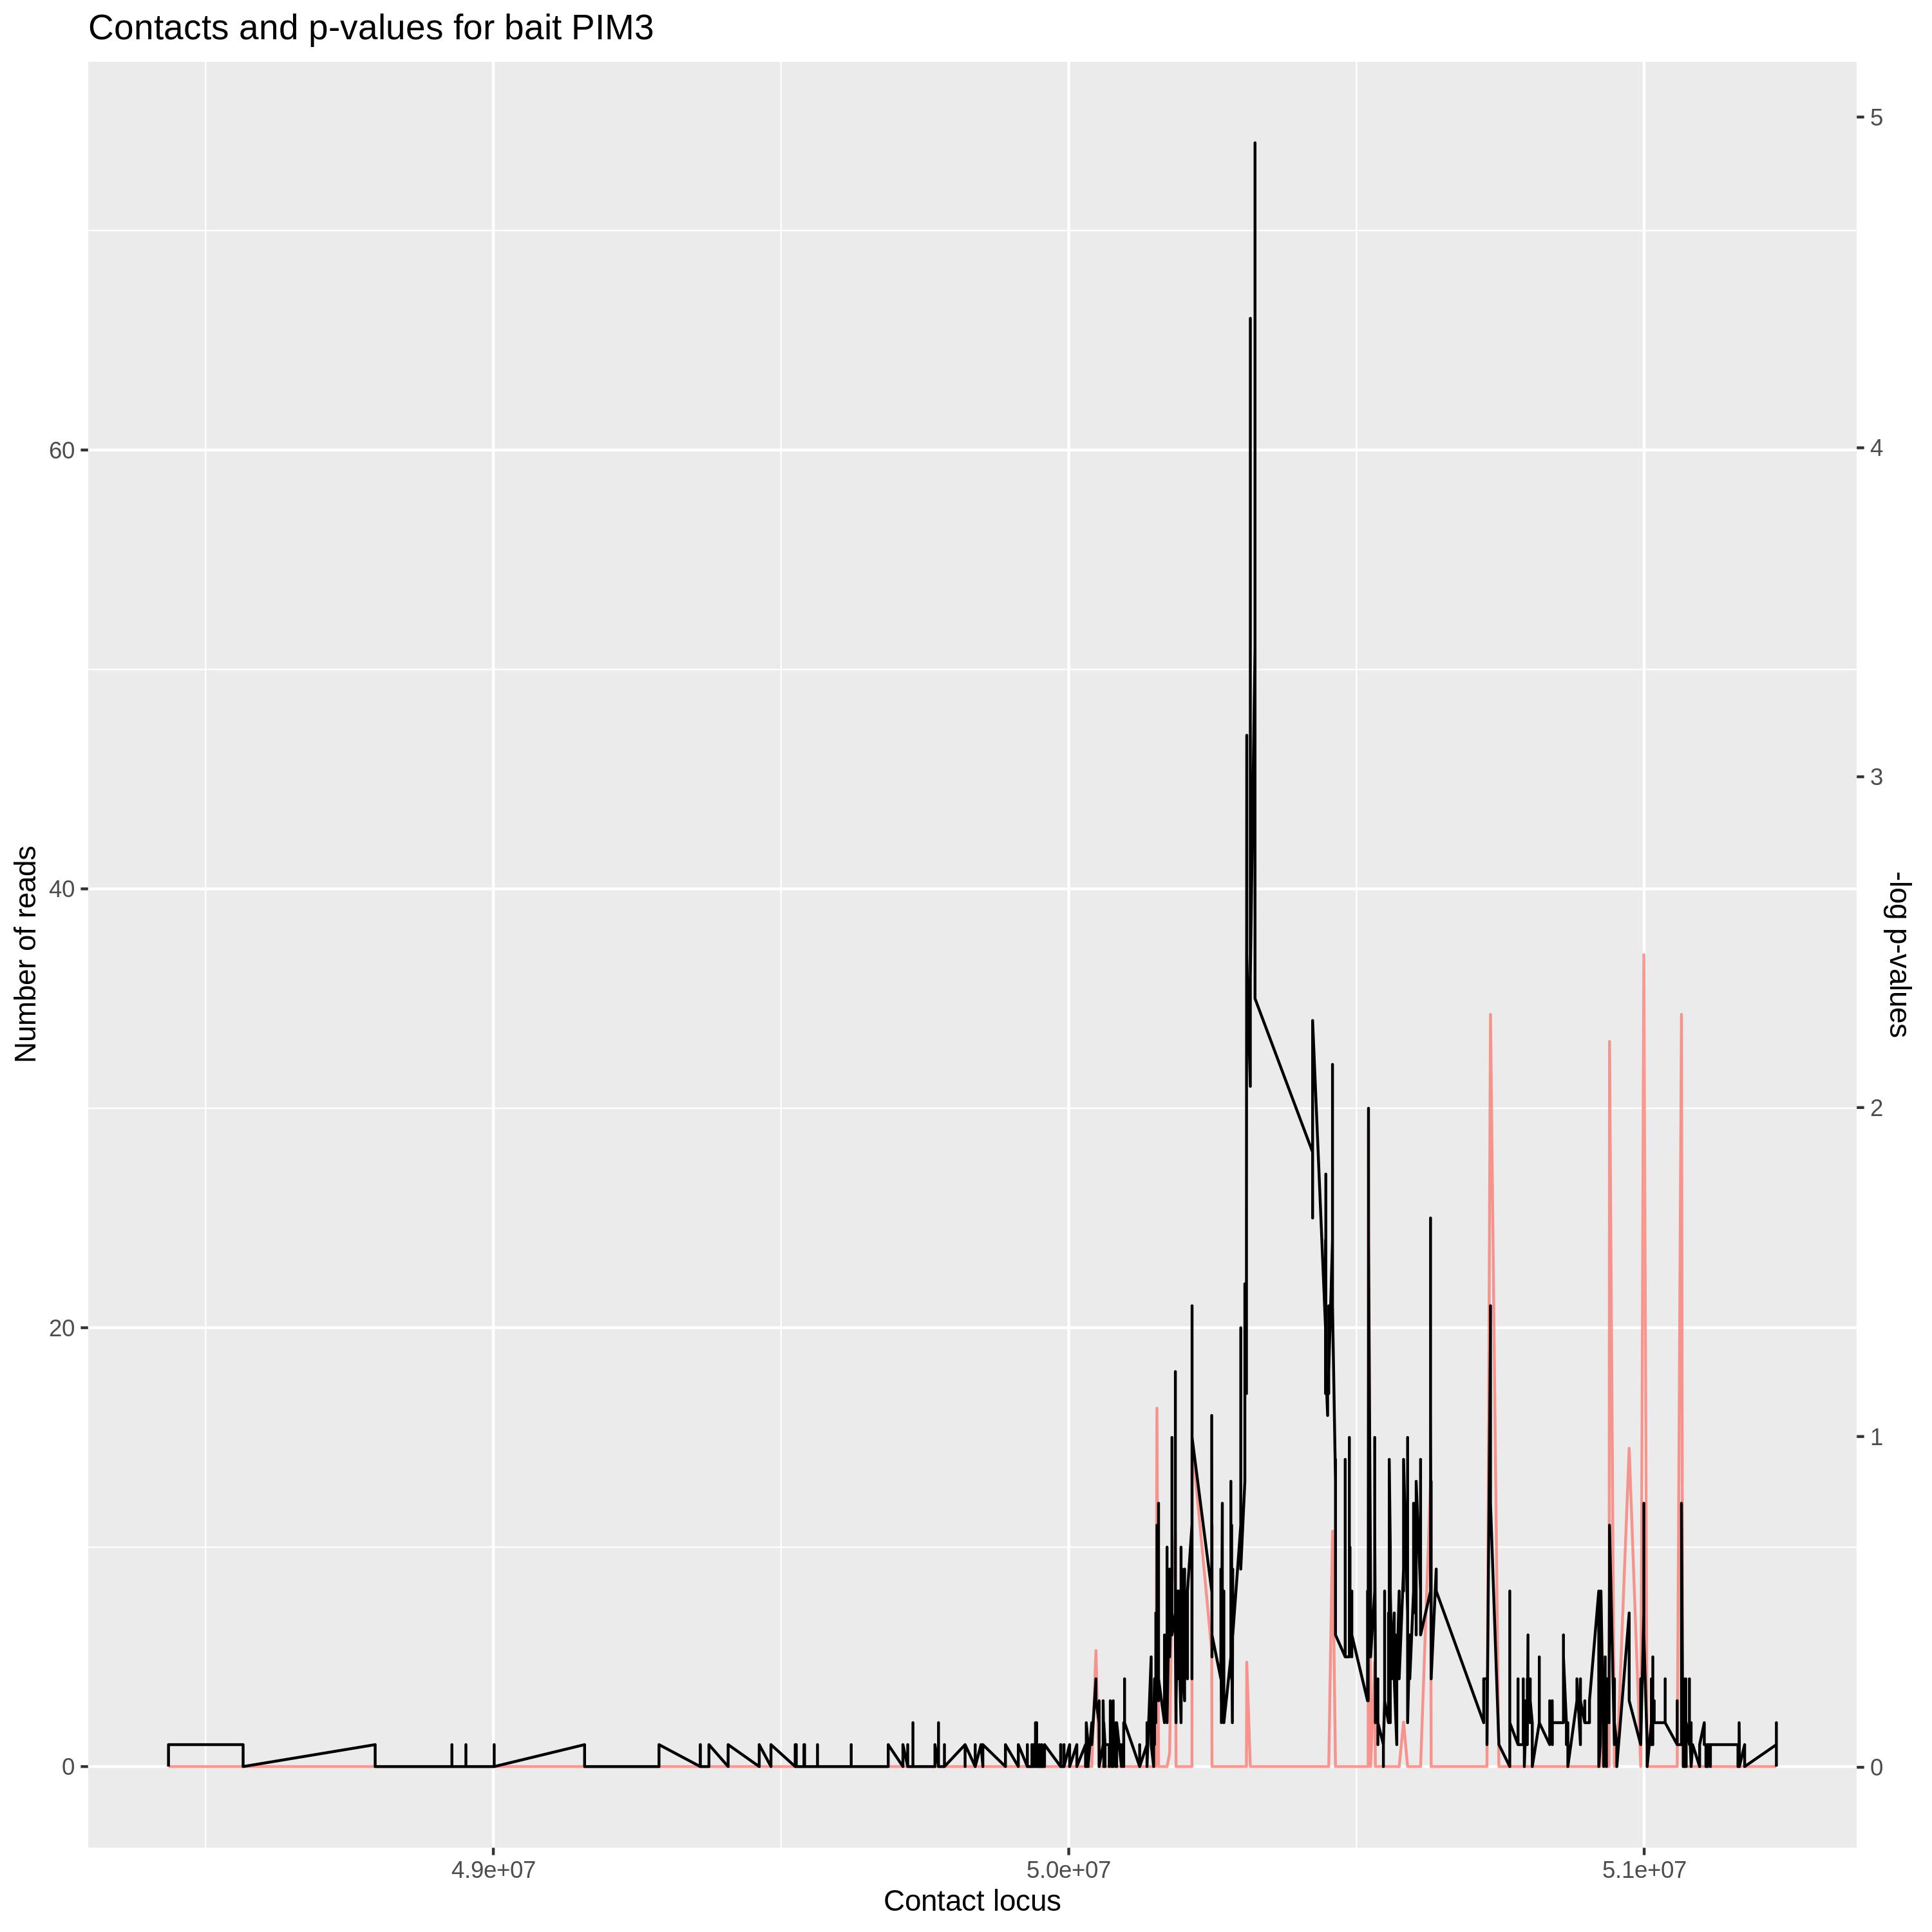 Contacts and p-values for bait PIM3
5
4
3
2
1
0
60
40
20
0
Number of reads
-log p-values
4.9e+07
5.0e+07
5.1e+07
Contact locus